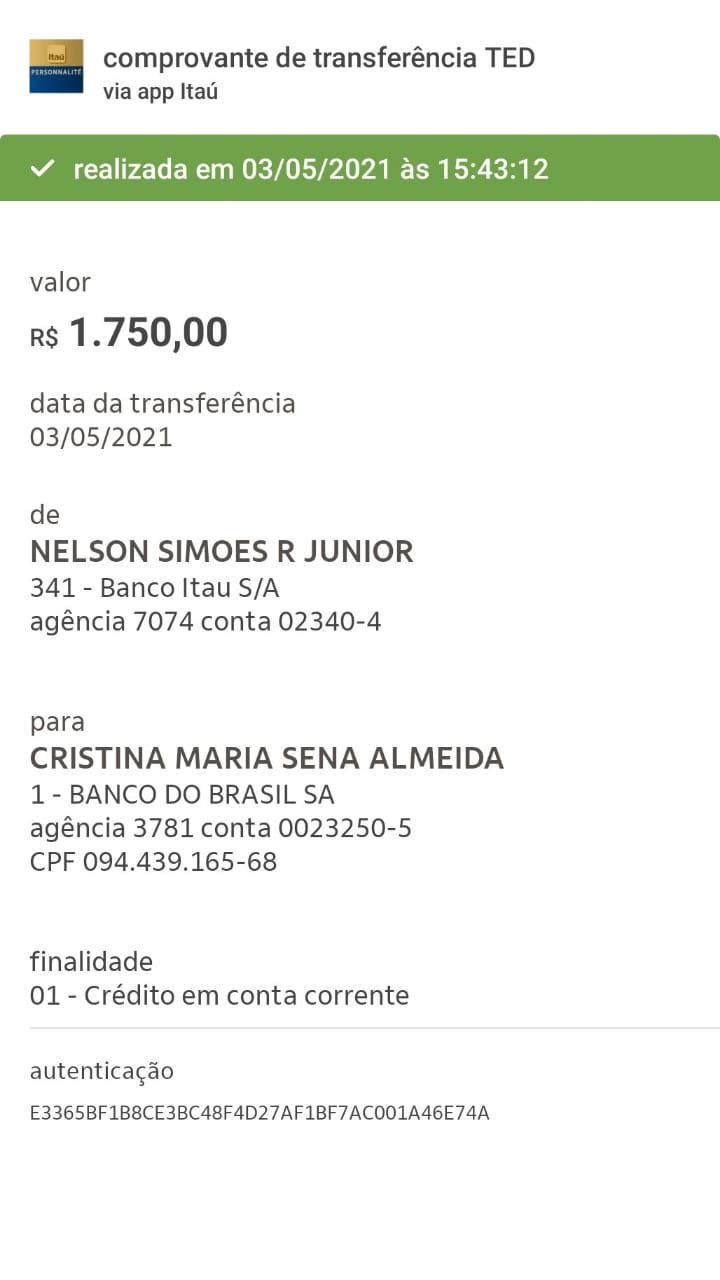 Itaú
PERSONNALITÉ
comprovante de transferência TED
via app Itaú
realizada em 03/05/2021 às 15:43:12
valor
R$ 1.750,00
data da transferência
03/05/2021
de
NELSON SIMOES R JUNIOR
341 - Banco Itau S/A
agência 7074 conta 02340-4
para
CRISTINA MARIA SENA ALMEIDA
1 - BANCO DO BRASIL SA
agência 3781 conta 0023250-5
CPF 094.439.165-68
finalidade
01 - Crédito em conta corrente
autenticação
E3365BF1B8CE3BC48F4D27AF1BF7AC001A46E74A